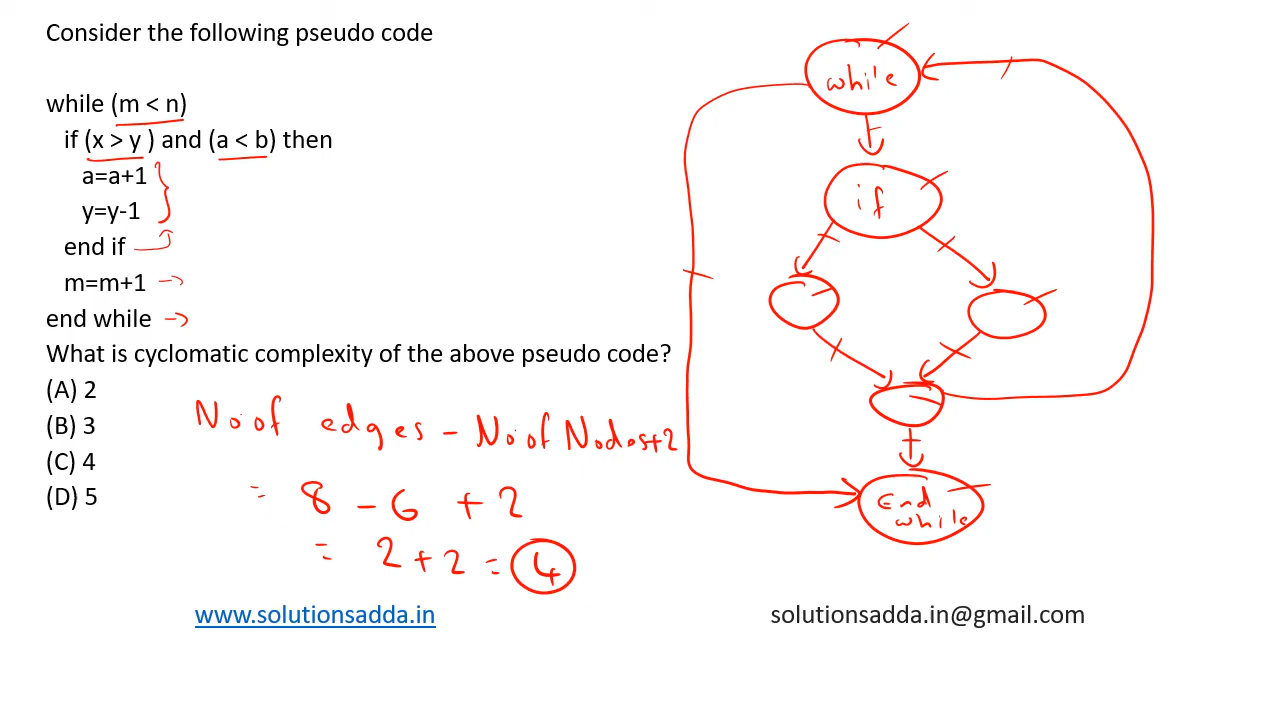 Consider the following pseudo code
while (m < n)
if (x > y ) and (a < b) then
a=a+1
y=y-1
end if
m=m+1
end while
What is cyclomatic complexity of the above pseudo code?
(A) 2
(B) 3
(C) 4
(D) 5
No of edges - No of Nodes+2
= 8 - 6 + 2
= 2 + 2 = 4
while
if
End
while
www.solutionsadda.in
solutionsadda.in@gmail.com